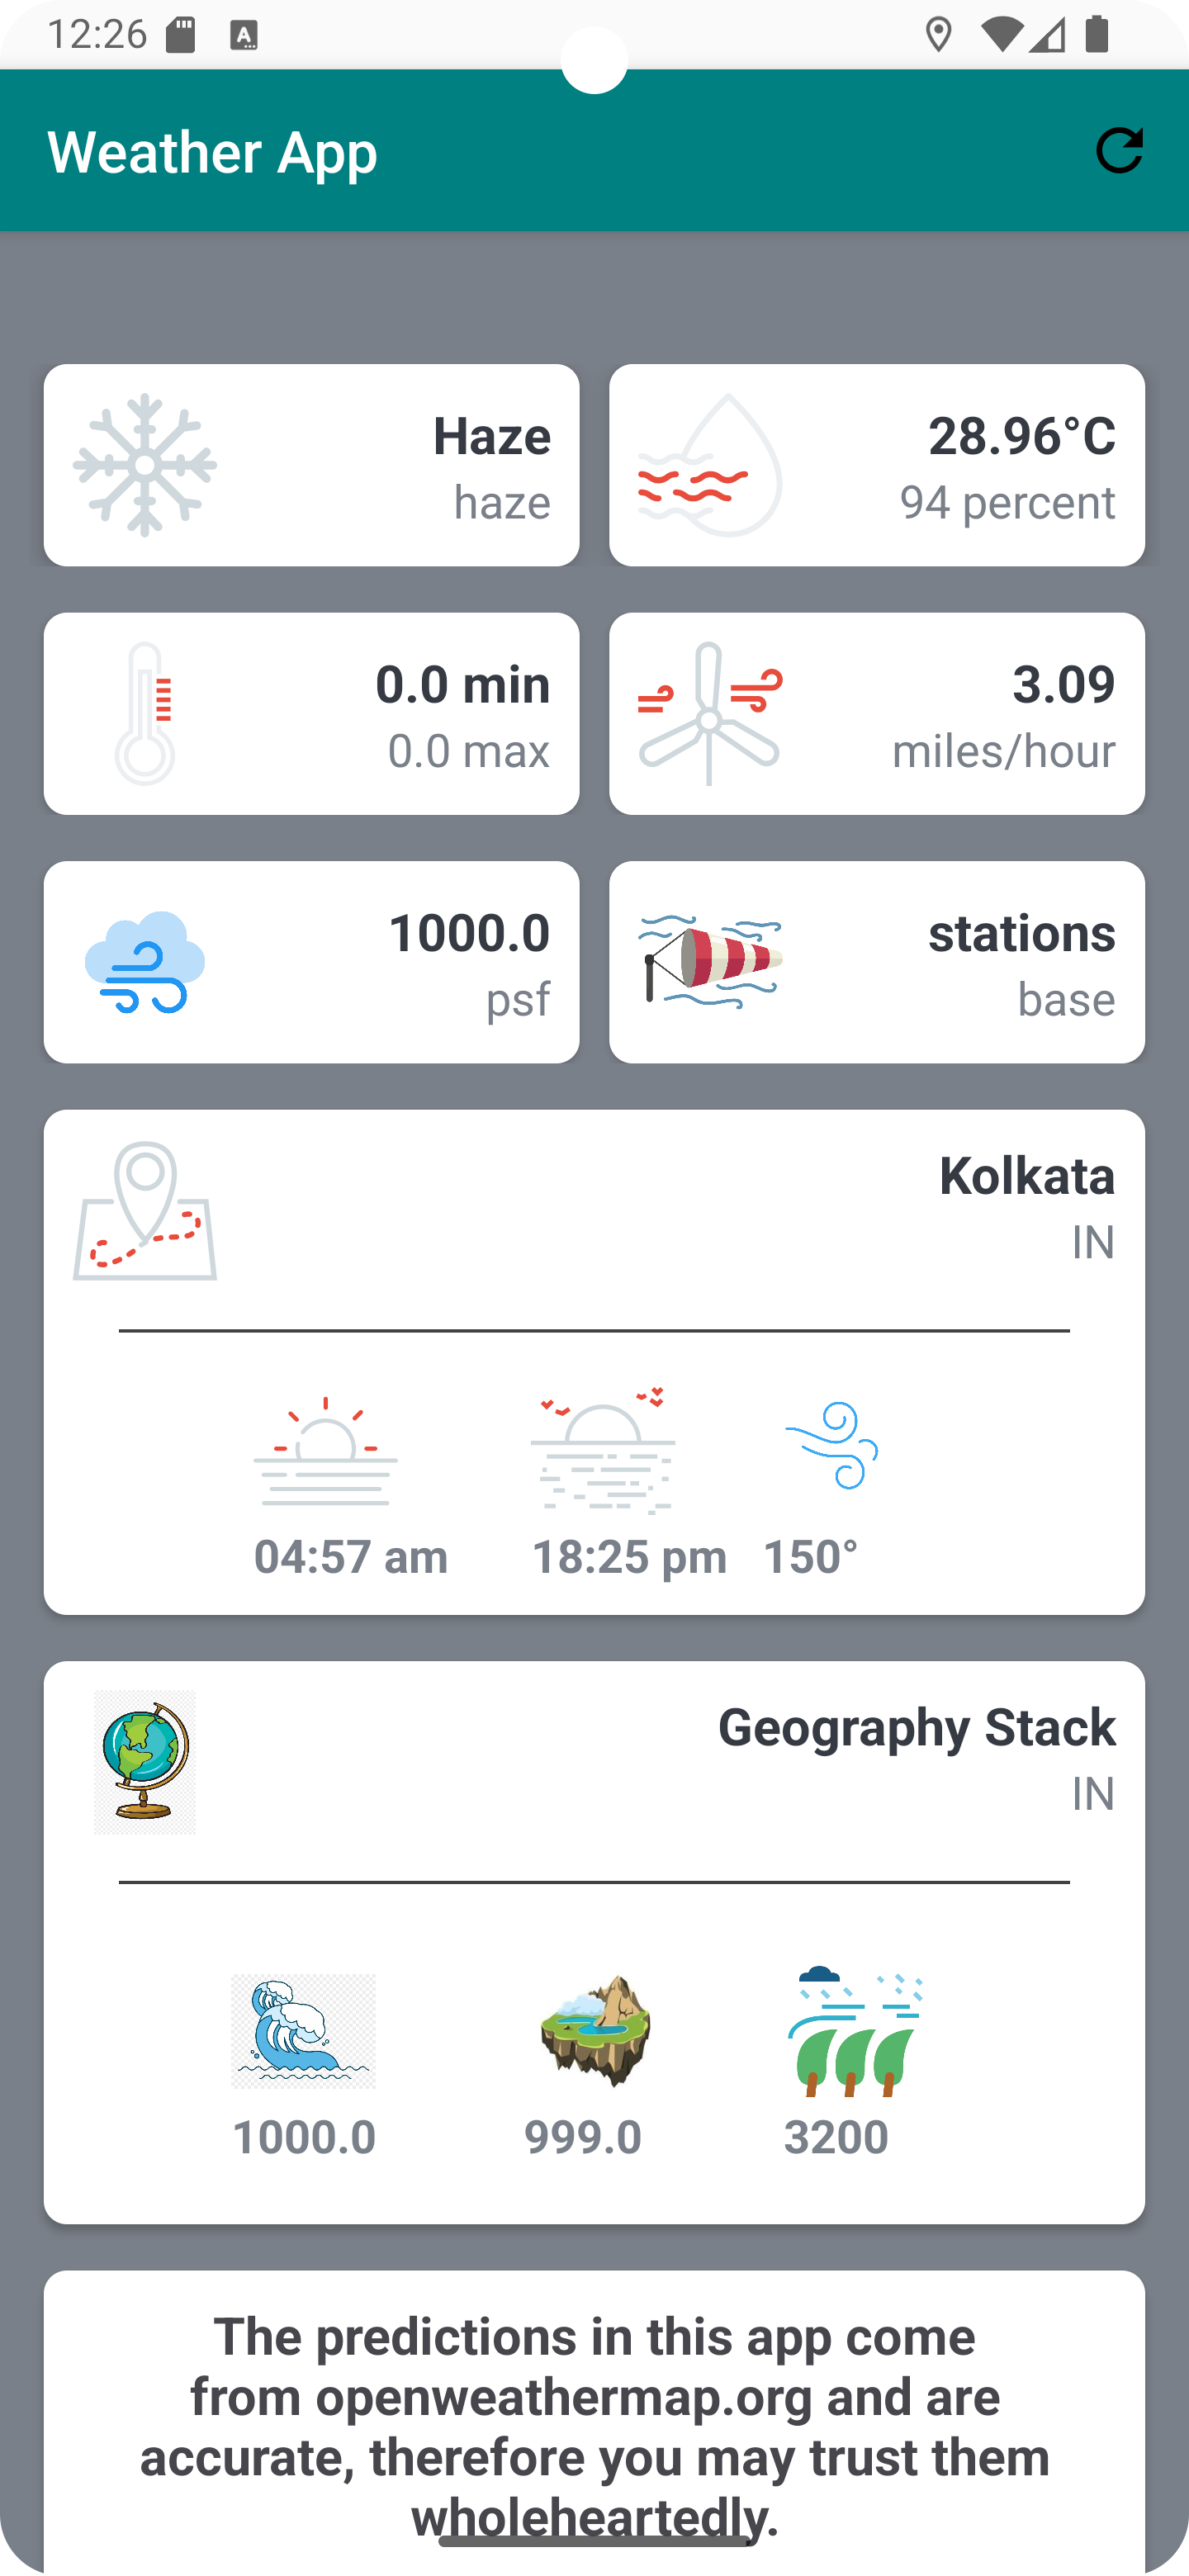 12:26
Weather App
Haze
haze
28.96°C
94 percent
0.0 min
0.0 max
3.09
miles/hour
1000.0
psf
stations
base
Kolkata
IN
04:57 am
18:25 pm
150°
Geography Stack
IN
1000.0
999.0
3200
The predictions in this app come
from openweathermap.org and are
accurate, therefore you may trust them
wholeheartedly.